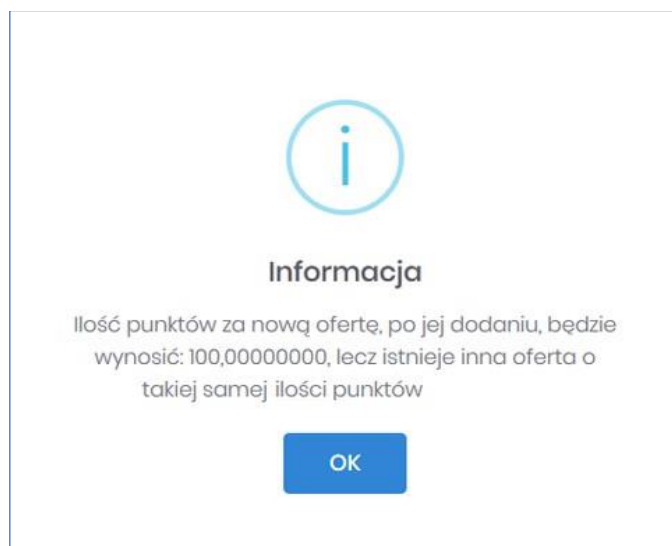 i
Informacja
Ilość punktów za nową ofertę, po jej dodaniu, będzie
wynosić: 100,00000000, lecz istnieje inna oferta o
takiej samej ilości punktów
OK